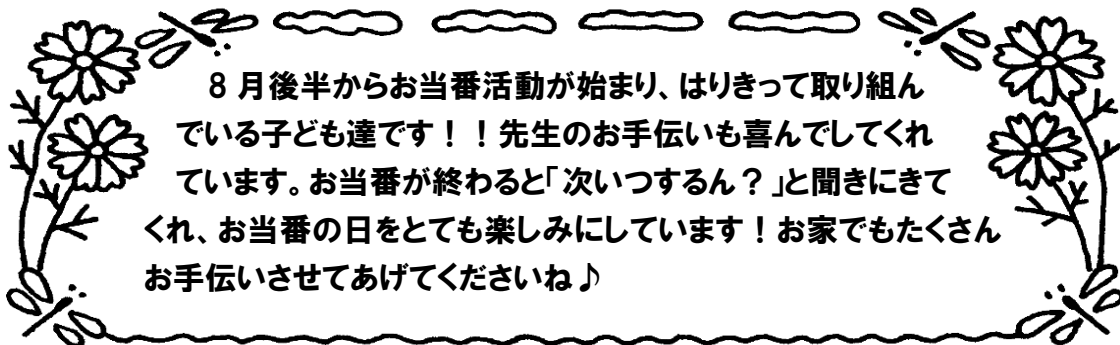 8月後半からお当番活動が始まり、はりきって取り組ん
でいる子ども達です！！先生のお手伝いも喜んでしてくれ
ています。お当番が終わると「次いつするん？」と聞きにきて
くれ、お当番の日をとても楽しみにしています！お家でもたくさん
お手伝いさせてあげてくださいね♪